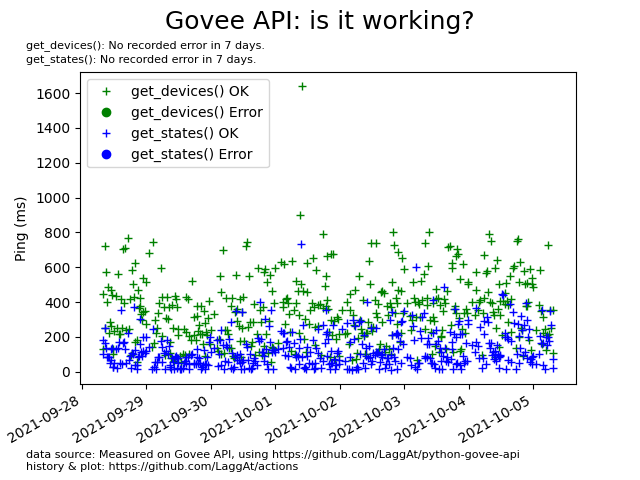 Govee API: is it working?
get_devices(): No recorded error in 7 days.
get_states(): No recorded error in 7 days.
get_devices() OK
get_devices() Error
get_states() OK
get_states() Error
Ping (ms)
1600
1400
1200
1000
800
600
400
200
0
2021-09-28
2021-09-29
2021-09-30
2021-10-01
2021-10-02
2021-10-03
2021-10-04
2021-10-05
data source: Measured on Govee API, using https://github.com/LaggAt/python-govee-api
history & plot: https://github.com/LaggAt/actions